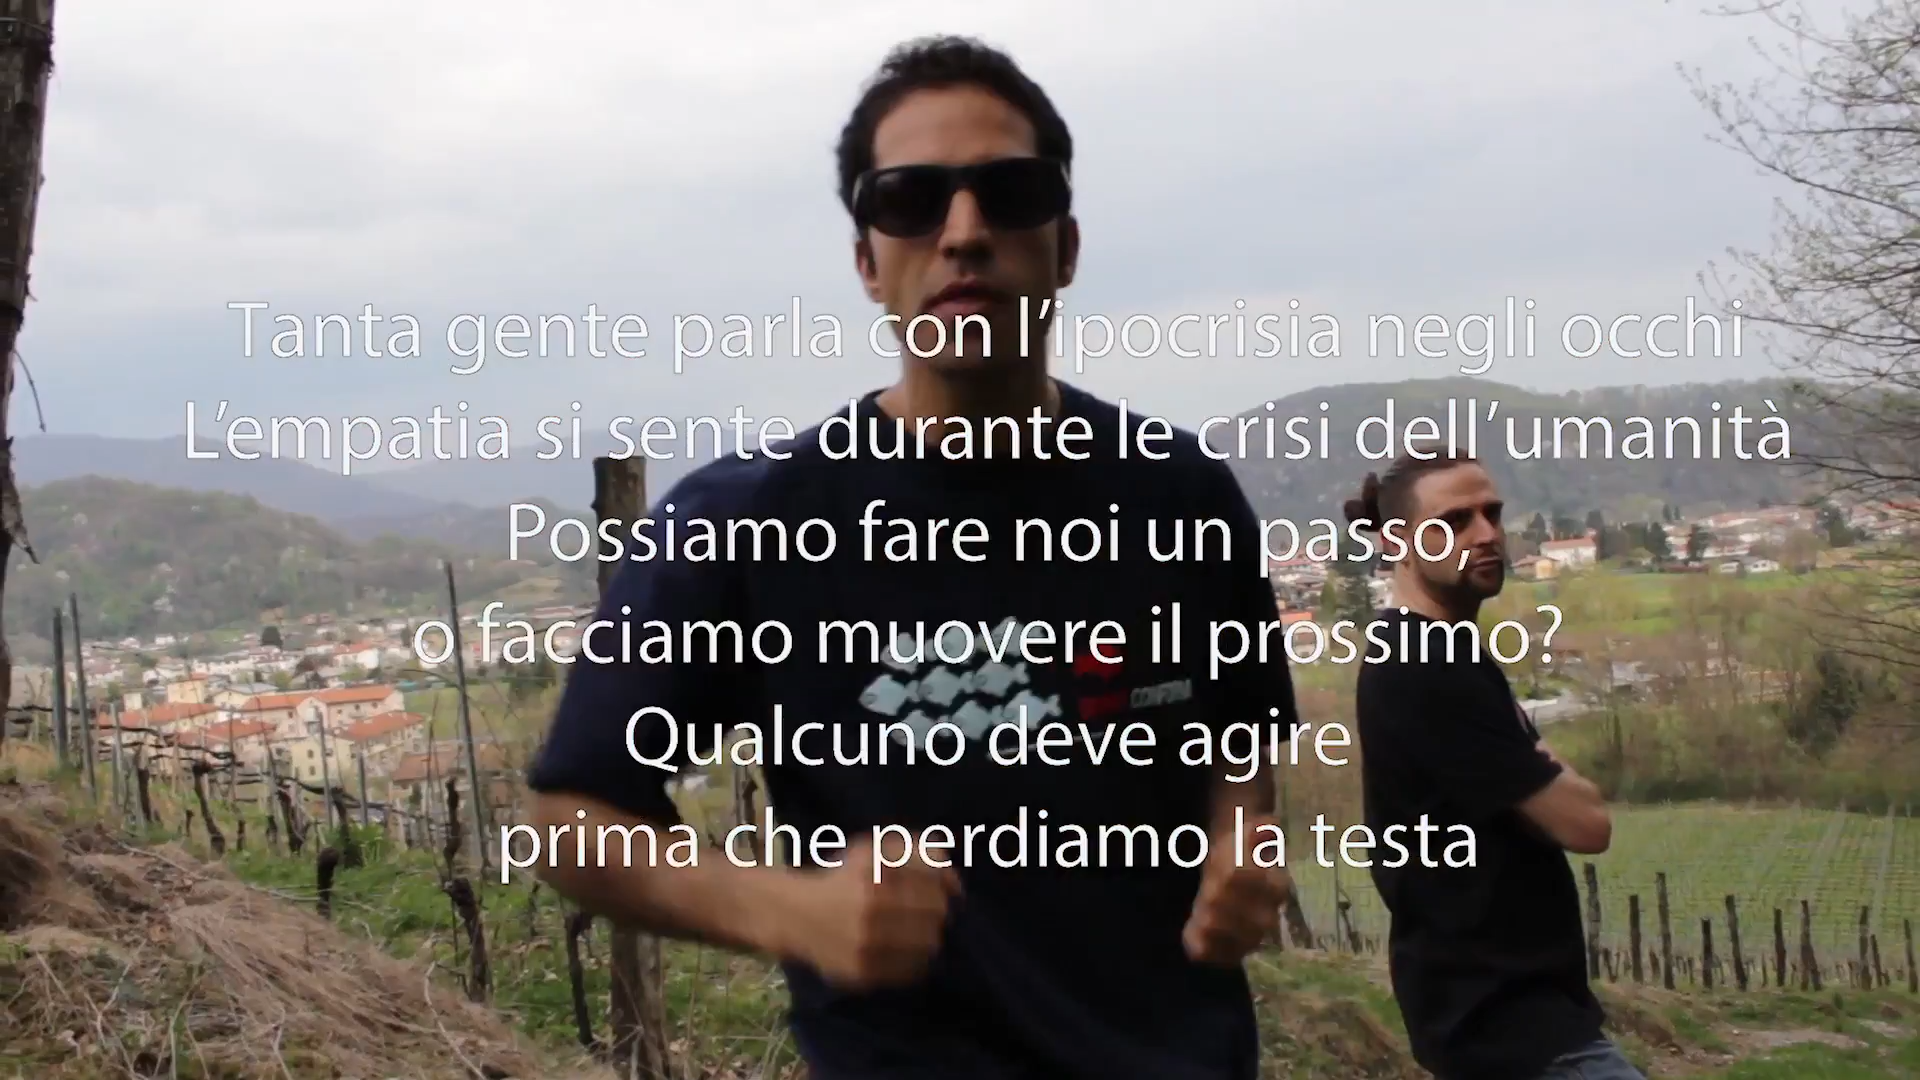 Tanta gente parla con l’ipocrisia negli occhi
L’empatia si sente durante le crisi dell’umanità
Possiamo fare noi un passo,
o facciamo muovere il prossimo?
Qualcuno deve agire
prima che perdiamo la testa